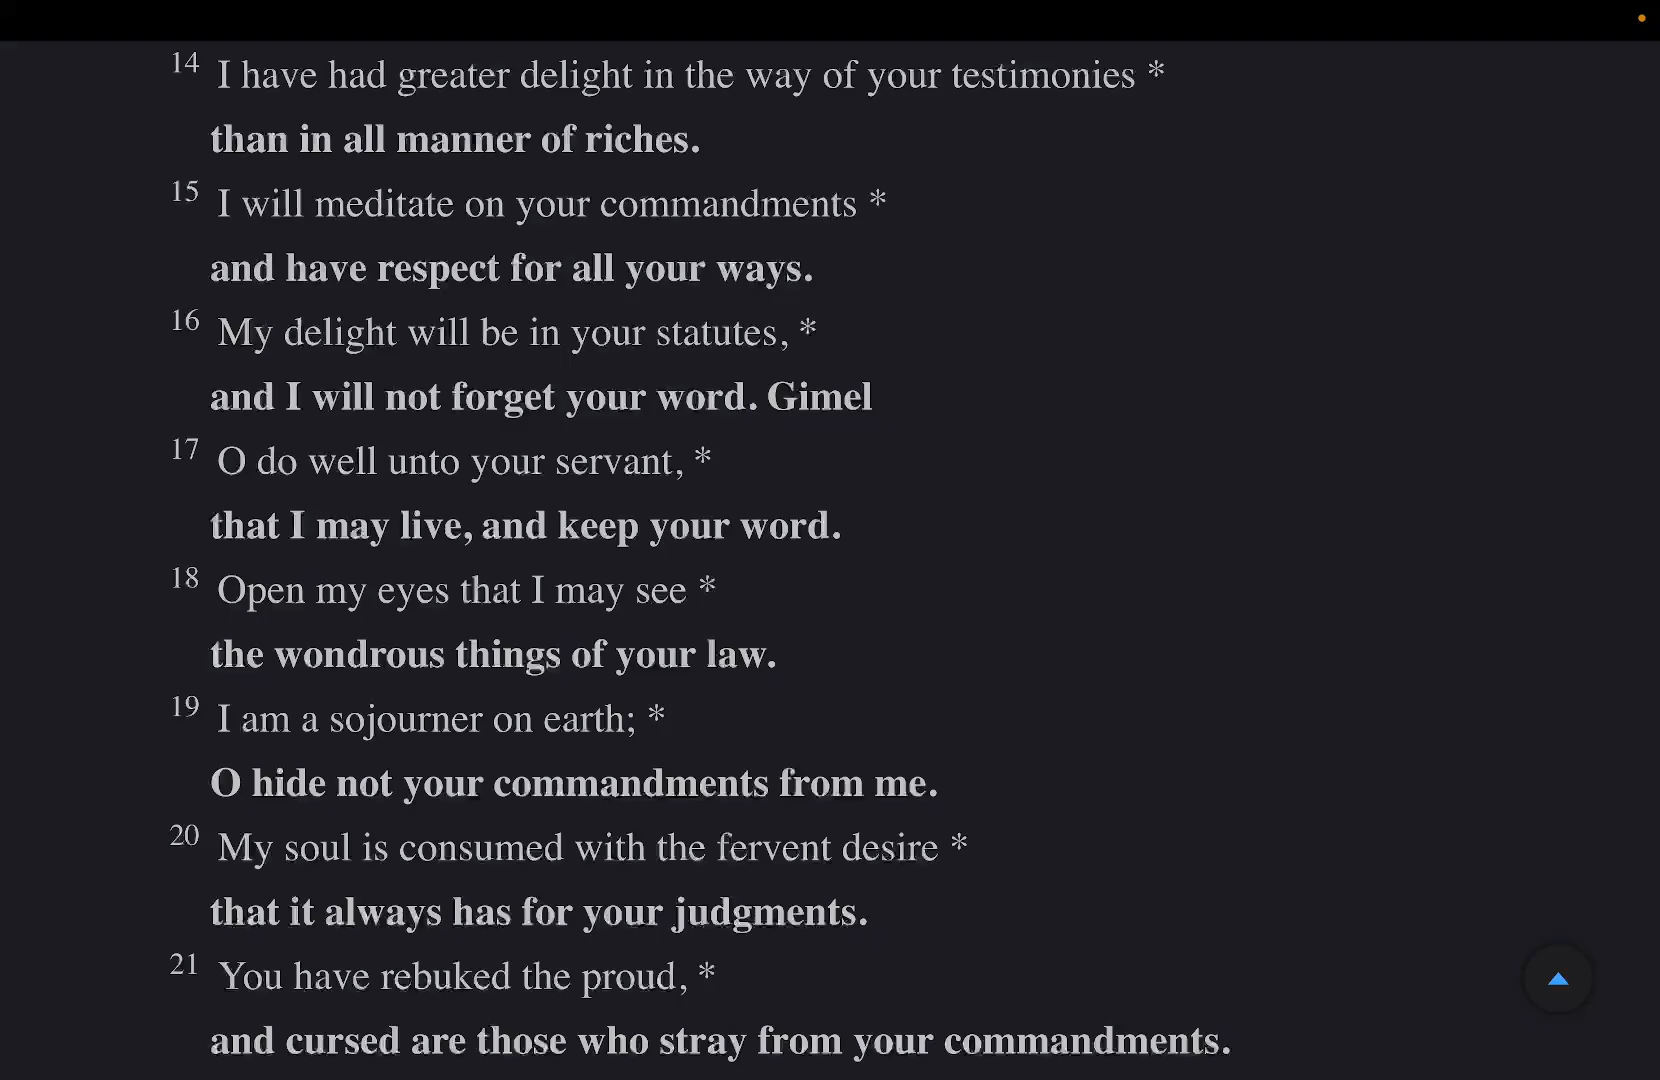 14 I have had greater delight in the way of your testimonies *
than in all manner of riches.
15 I will meditate on your commandments *
and have respect for all your ways.
16 My delight will be in your statutes, *
and I will not forget your word. Gimel
17 O do well unto your servant, *
that I may live, and keep your word.
18 Open my eyes that I may see *
the wondrous things of your law.
19 I am a sojourner on earth; *
O hide not your commandments from me.
20 My soul is consumed with the fervent desire *
that it always has for your judgments.
21 You have rebuked the proud, *
and cursed are those who stray from your commandments.